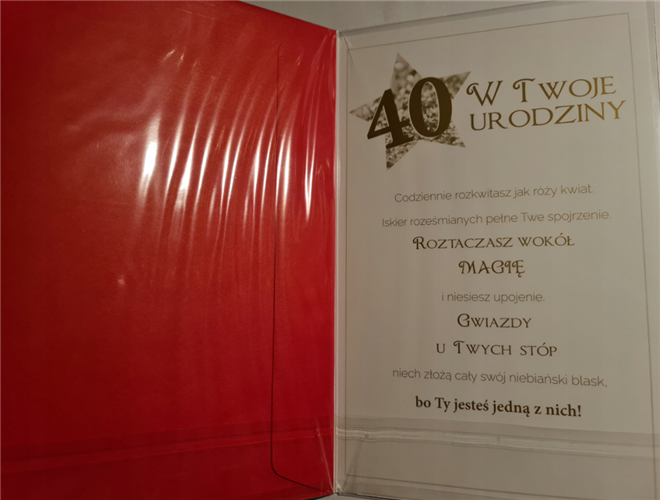 40 W TWOJE
URODZINY
Codziennie rozkwitasz jak róży kwiat.
Iskier roześmianych pełne Twe spojrzenie.
ROZTACZASZ WOKÓŁ
MAGIĘ
i niesiesz upojenie.
GWIAZDY
U TWYCH STÓP
niech złożą cały swój niebiański blask,
bo Ty jesteś jedną z nich!